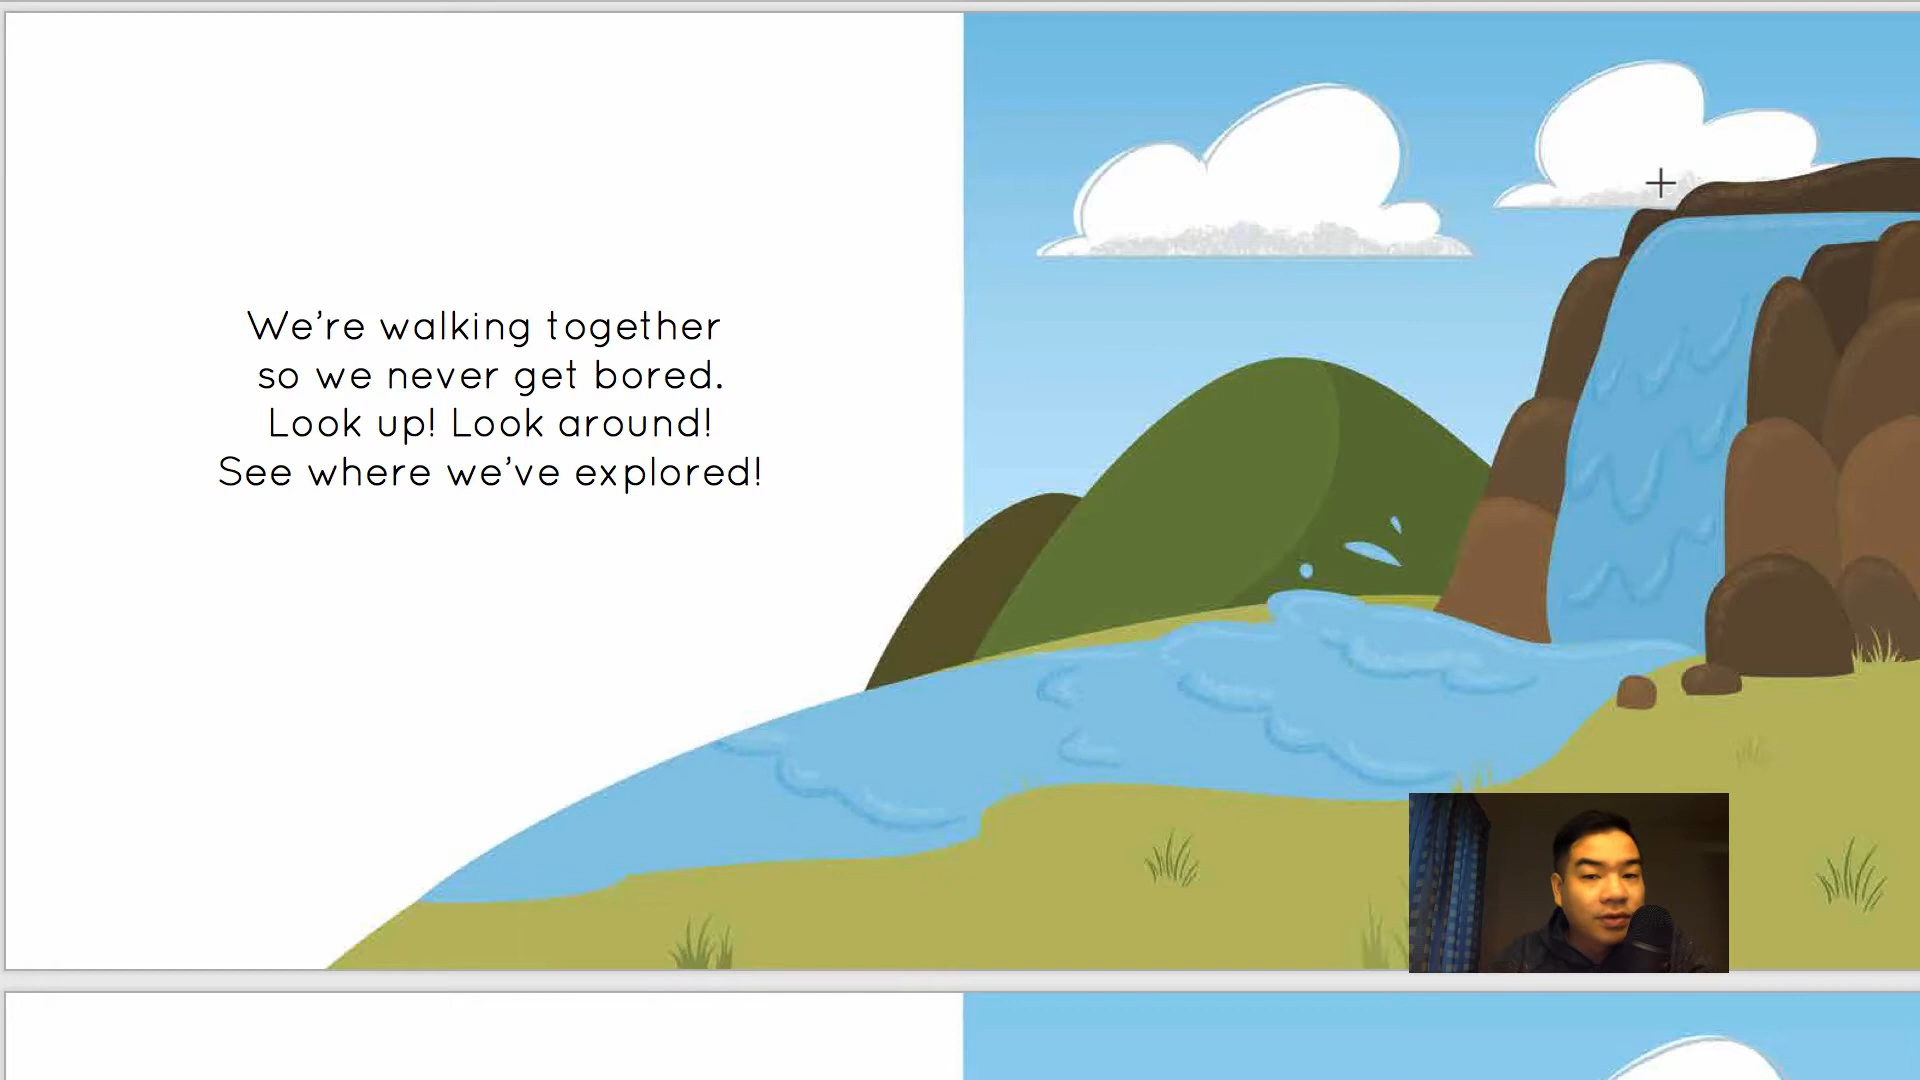 We’re walking together
so we never get bored.
Look up! Look around!
See where we’ve explored!